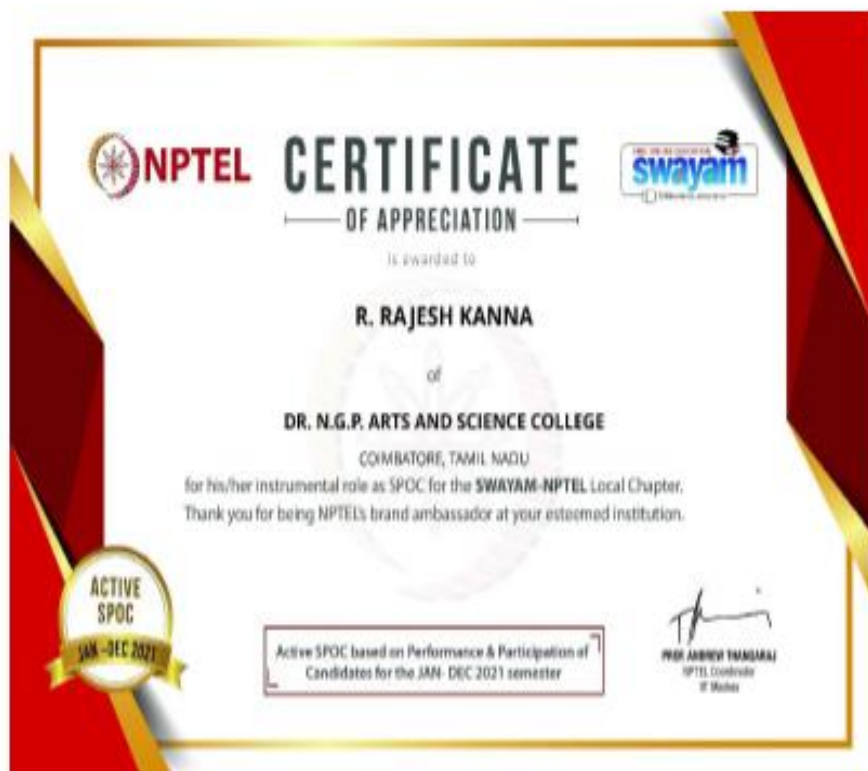 NPTEL
CERTIFICATE
OF APPRECIATION
swayam
is awarded to
R. RAJESH KANNA
of
DR. N.G.P. ARTS AND SCIENCE COLLEGE
COIMBATORE, TAMIL NADU
for his/her instrumental role as SPOC for the SWAYAM-NPTEL Local Chapter.
Thank you for being NPTEL's brand ambassador at your esteemed institution.
ACTIVE
SPOC
JAN -DEC 2021
Active SPOC based on Performance & Participation of
Candidates for the JAN- DEC 2021 semester
PROF. ANDREW THANGARAJ
NPTEL Coordinator
IIT Madras